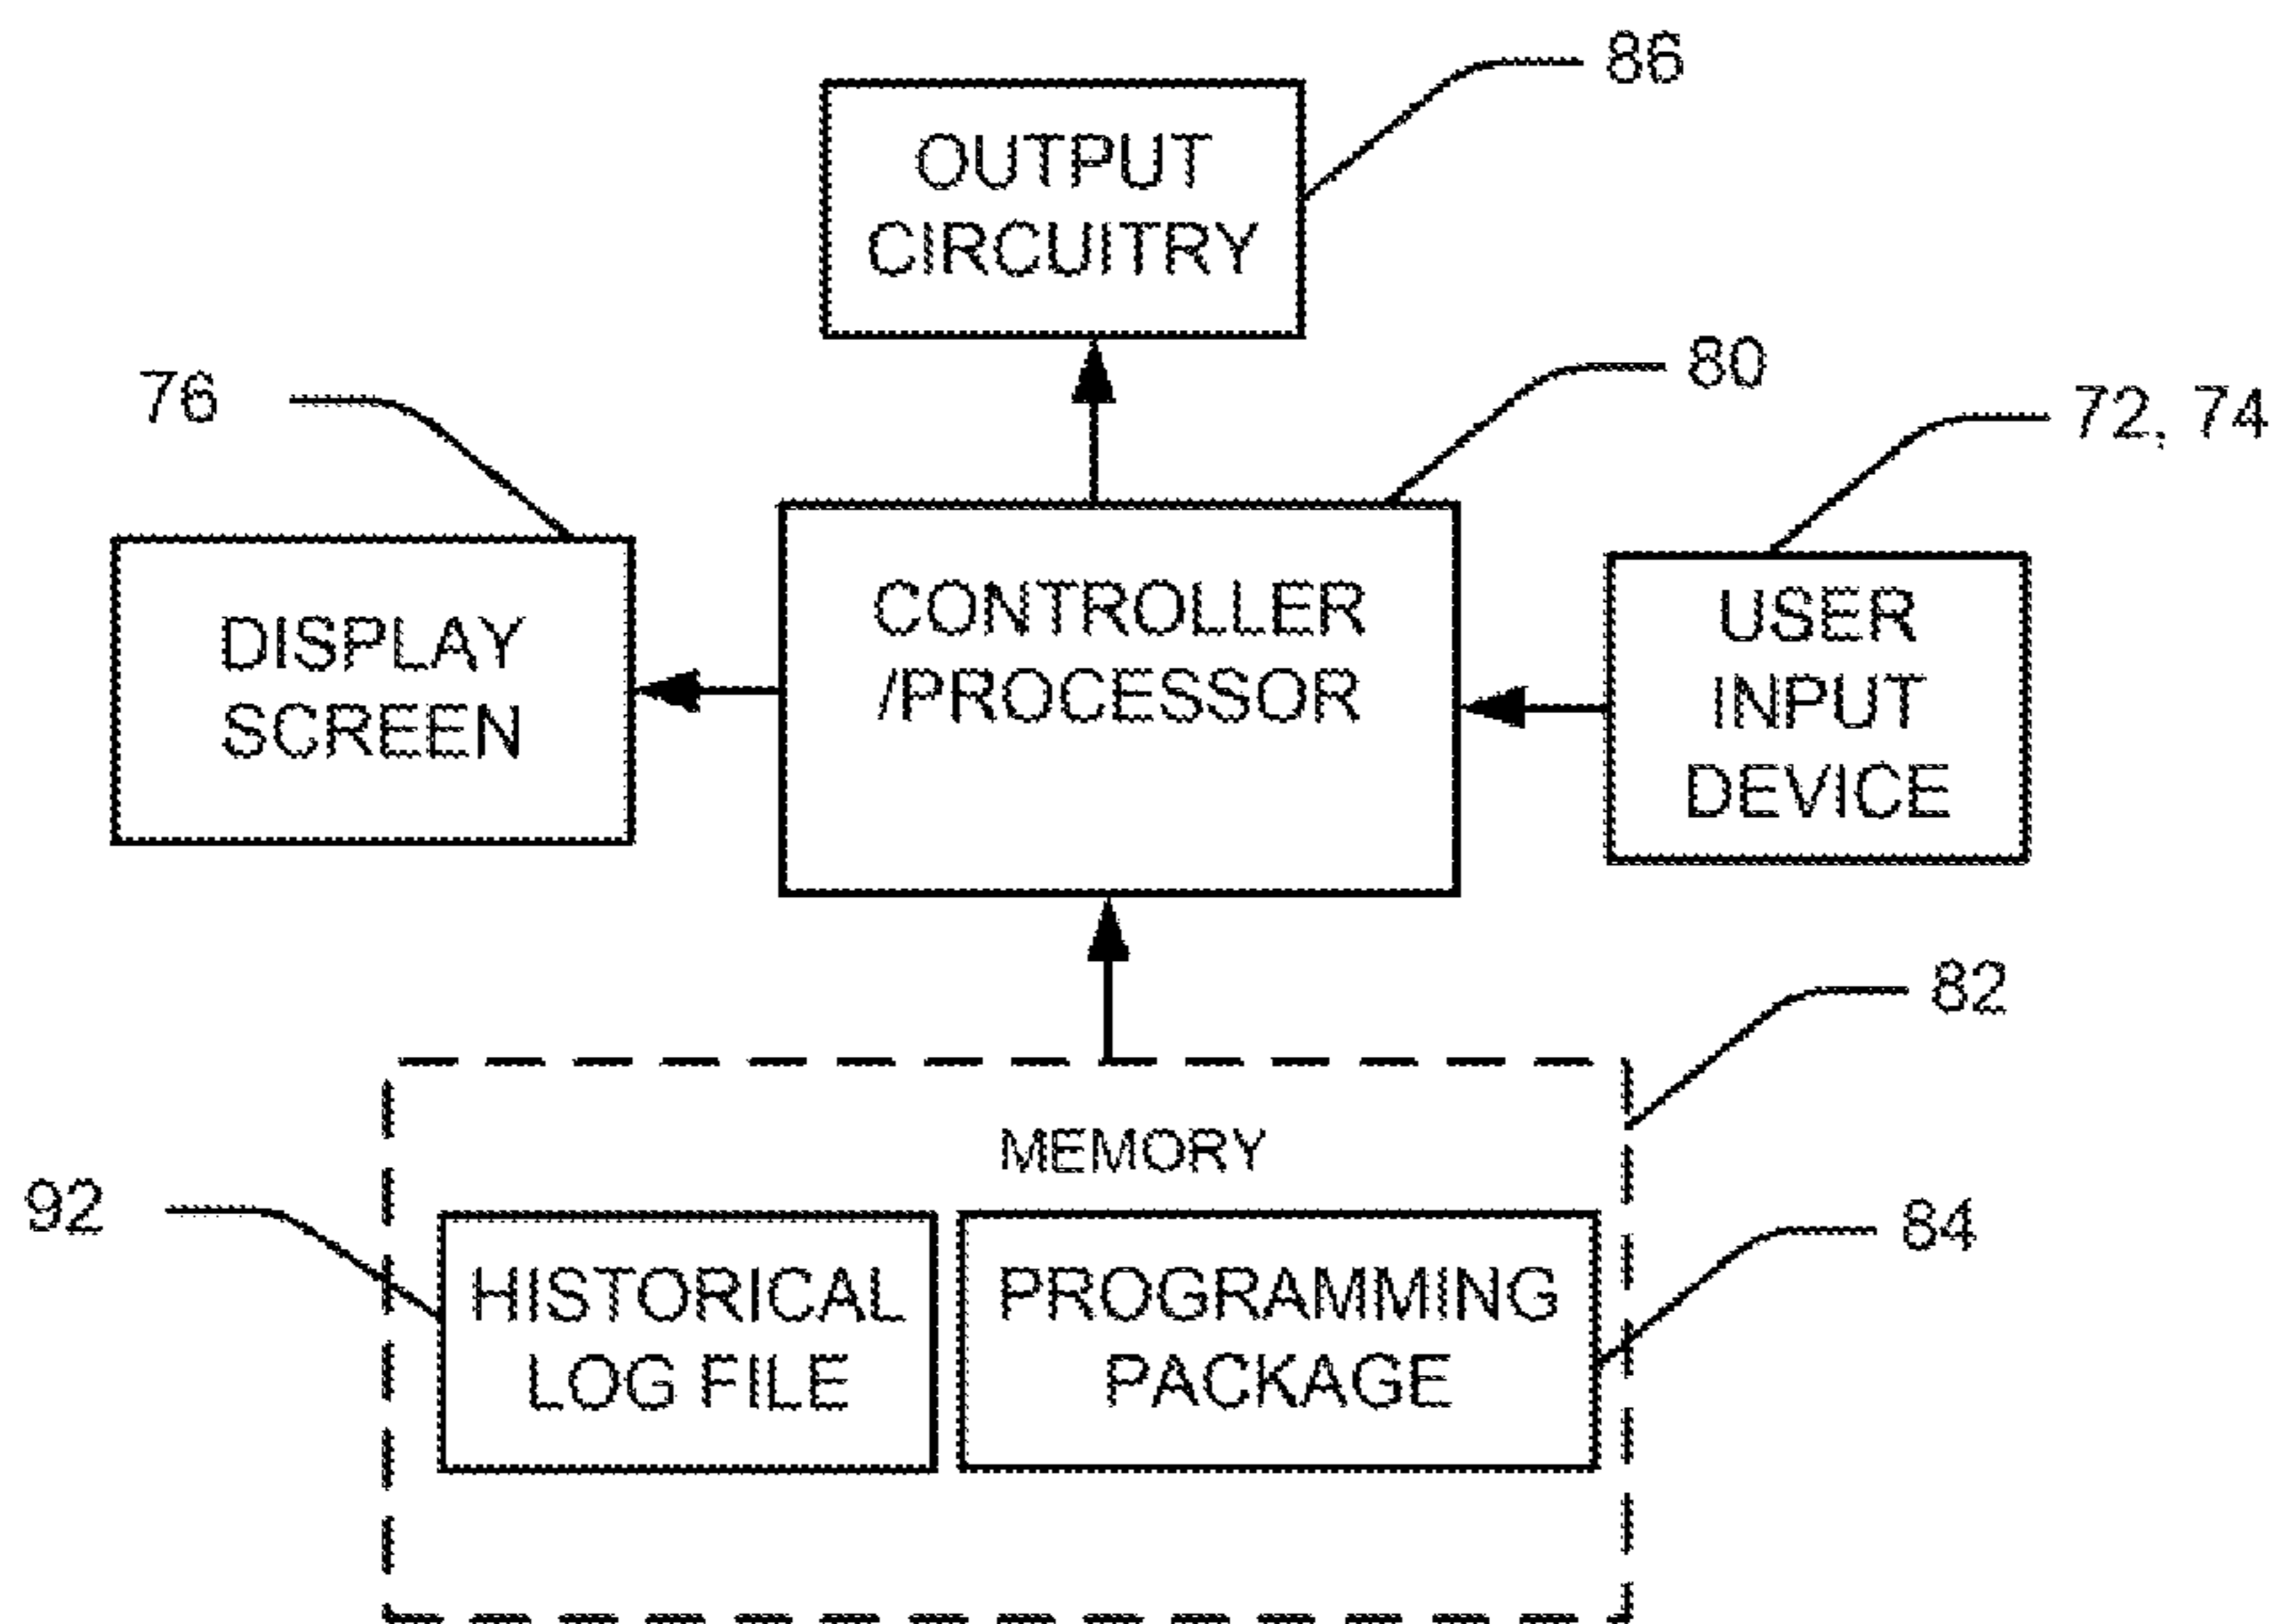 86
OUTPUT
CIRCUITRY
80
76
72, 74
CONTROLLER
/PROCESSOR
DISPLAY
SCREEN
USER
INPUT
DEVICE
82
MEMORY
92
84
HISTORICAL
LOG FILE
PROGRAMMING
PACKAGE